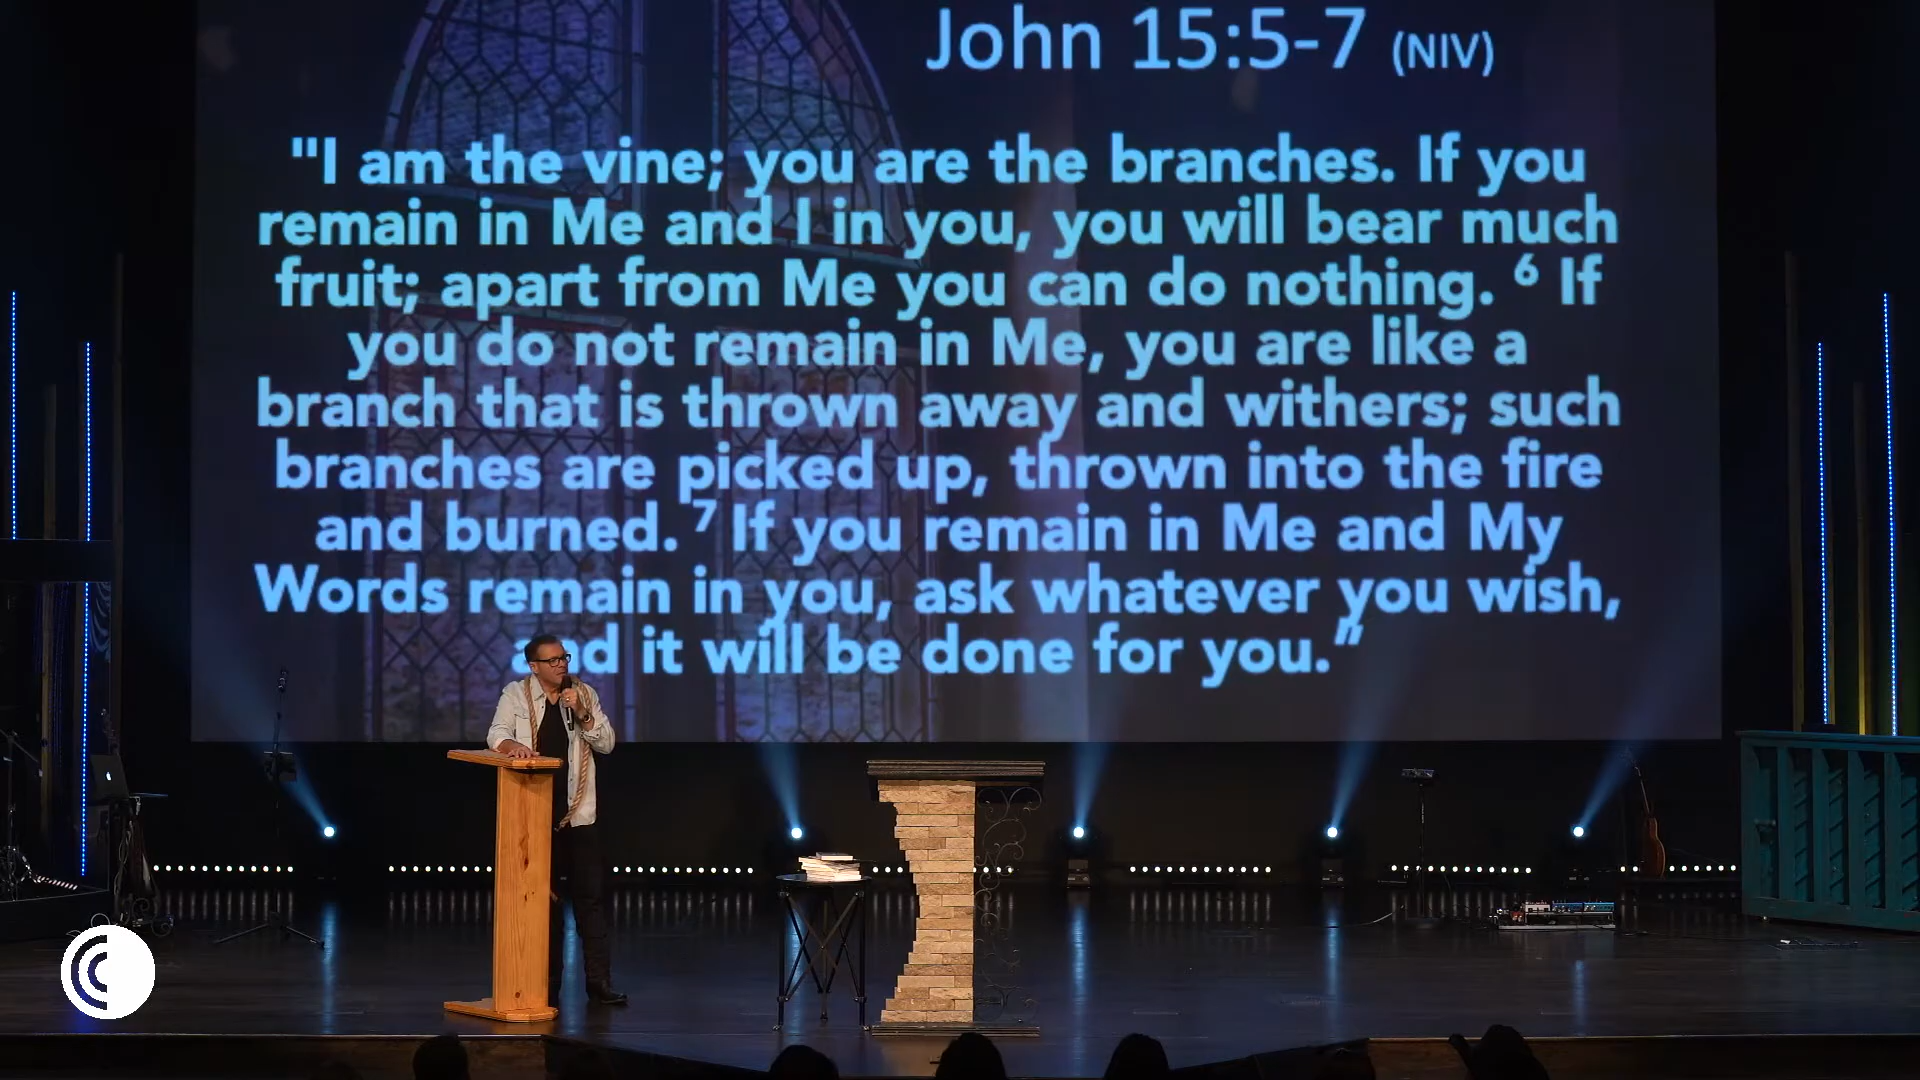 John 15:5-7 (NIV)
"I am the vine; you are the branches. If you
remain in Me and I in you, you will bear much
fruit; apart from Me you can do nothing. 6 If
you do not remain in Me, you are like a
branch that is thrown away and withers; such
branches are picked up, thrown into the fire
and burned. 7 If you remain in Me and My
Words remain in you, ask whatever you wish,
and it will be done for you.”